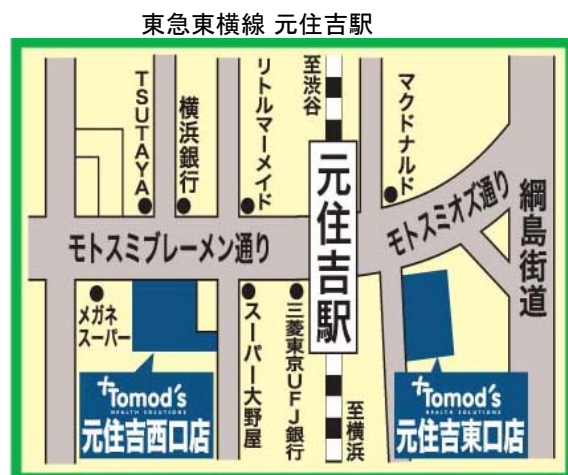 東急東横線 元住吉駅
TSUTAYA
横浜銀行
リトルマーメイド
至渋谷
マクドナルド
元住吉駅
モトスミブレーメン通り
モトスミオズ通り
綱島街道
メガネ
スーパー
スーパー大野屋
三菱東京UFJ銀行
至横浜
Tomod's
HEALTH SOLUTIONS
元住吉西口店
Tomod's
HEALTH SOLUTIONS
元住吉東口店